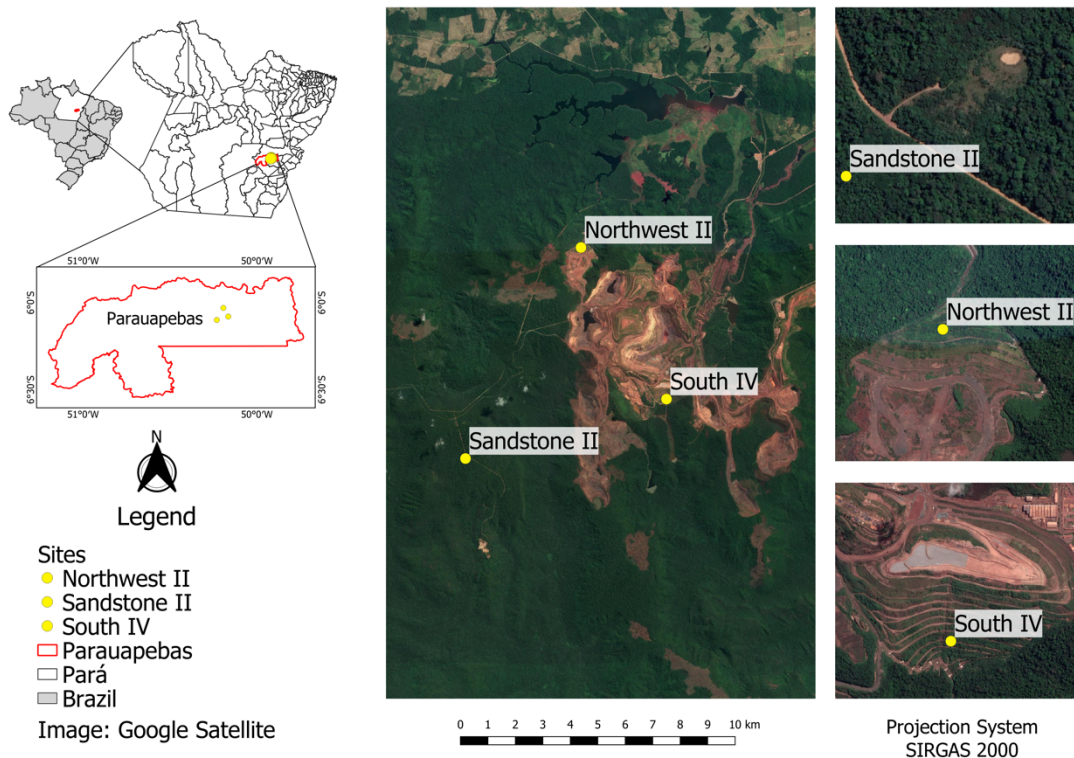 51°0'W
50°0'W
6°0'S
6°0'S
Parauapebas
6°30'S
6°30'S
51°0'W
50°0'W
N
Legend
Sites
Northwest II
Sandstone II
South IV
Parauapebas
Pará
Brazil
Image: Google Satellite
Northwest II
South IV
Sandstone II
0 1 2 3 4 5 6 7 8 9 10 km
Sandstone II
Northwest II
South IV
Projection System
SIRGAS 2000